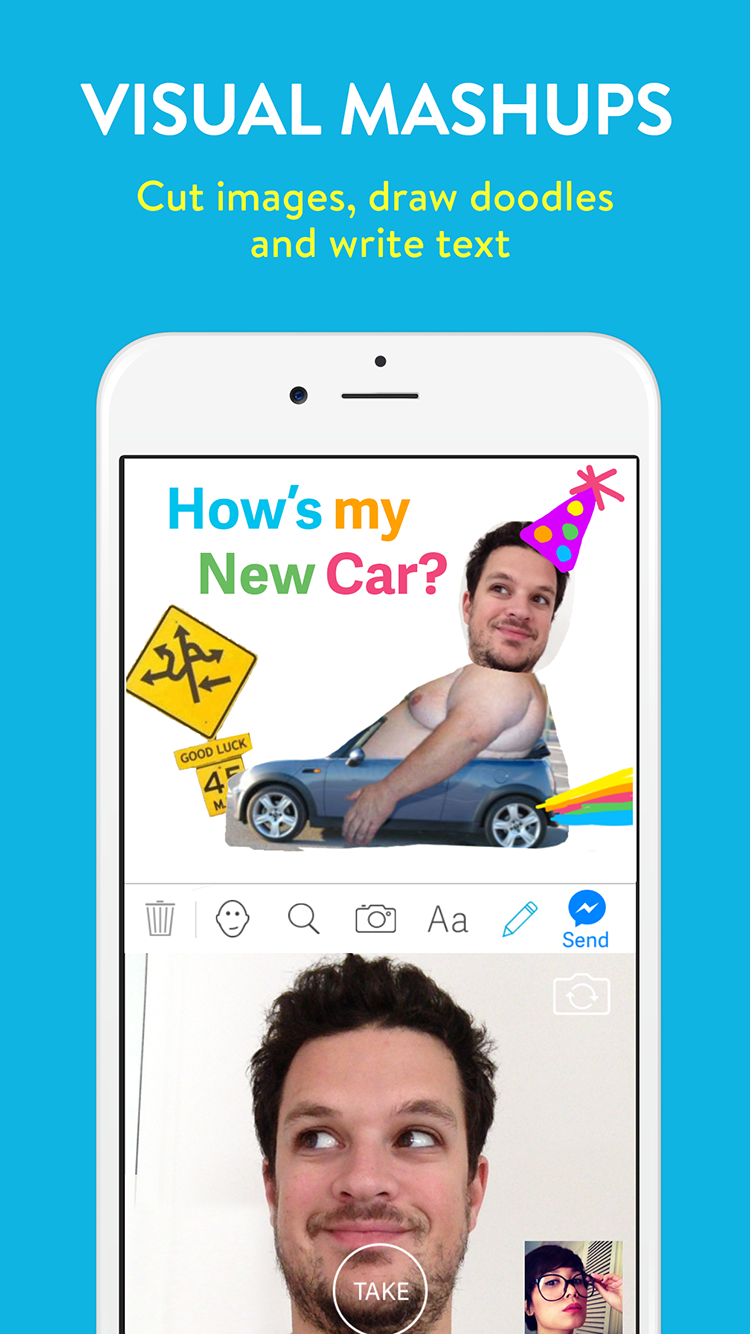 VISUAL MASHUPS
Cut images, draw doodles
and write text
How's my
New Car?
GOOD LUCK
45
M.
Aa
Send
TAKE